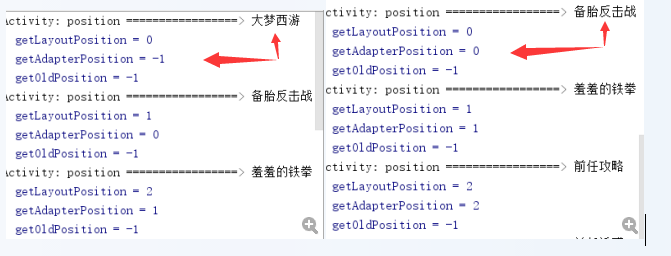 Activity: position =================> 大梦西游
getLayoutPosition = 0
getAdapterPosition = -1
getOldPosition = -1
Activity: position =================> 备胎反击战
getLayoutPosition = 1
getAdapterPosition = 0
getOldPosition = -1
Activity: position =================> 羞羞的铁拳
getLayoutPosition = 2
getAdapterPosition = 1
getOldPosition = -1
ctivity: position =================> 备胎反击战
getLayoutPosition = 0
getAdapterPosition = 0
getOldPosition = -1
ctivity: position =================> 羞羞的铁拳
getLayoutPosition = 1
getAdapterPosition = 1
getOldPosition = -1
ctivity: position =================> 前任攻略
getLayoutPosition = 2
getAdapterPosition = 2
getOldPosition = -1